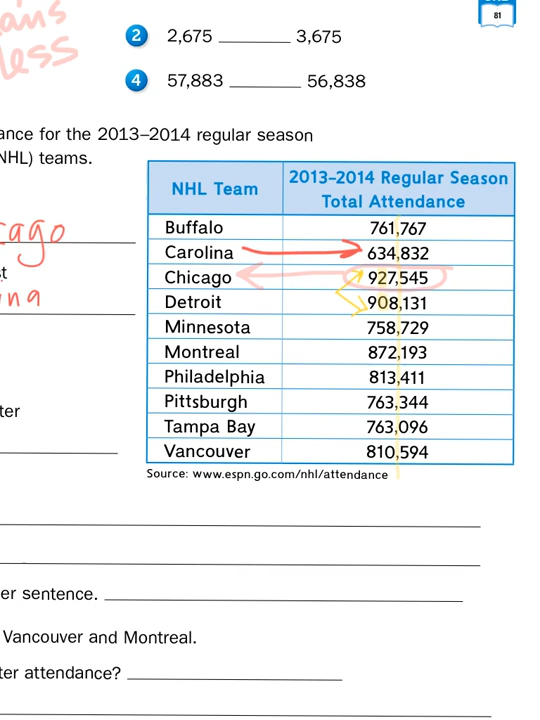 81
ans
less
2 2,675 ________ 3,675
4 57,883 ________ 56,838
ance for the 2013–2014 regular season
NHL) teams.
NHL Team 2013–2014 Regular Season Total Attendance
Buffalo 761,767
cago
Carolina 634,832
st
Chicago 927,545
ina
Detroit 908,131
Minnesota 758,729
Montreal 872,193
Philadelphia 813,411
Pittsburgh 763,344
ter
Tampa Bay 763,096
Vancouver 810,594
Source: www.espn.go.com/nhl/attendance
er sentence.
Vancouver and Montreal.
ter attendance?